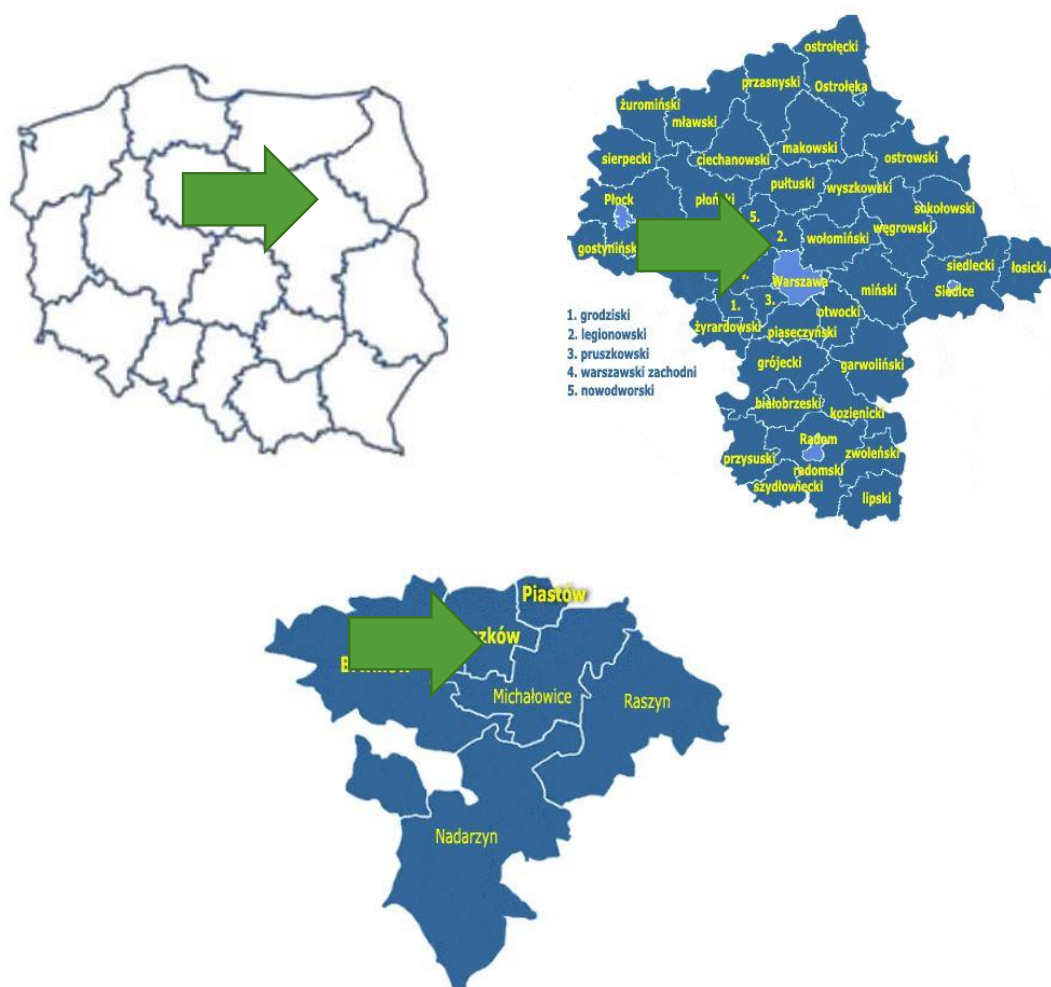 ostrołęcki
przasnyski
Ostrołęka
żuromiński
mławski
makowski
sierpecki
ciechanowski
ostrowski
pułtuski
wyszkowski
Płock
płoński
sokołowski
5.
węgrowski
2.
wołomiński
gostyniński
siedlecki
łosicki
4.
Warszawa
miński
Siedlce
1. grodziski
1.
3.
otwocki
2. legionowski
żyrardowski
piaseczyński
3. pruszkowski
grójecki
garwoliński
4. warszawski zachodni
5. nowodworski
białobrzeski
kozienicki
Radom
przysuski
zwoleński
radomski
szydłowiecki
lipski
Piastów
zków
Michałowice
Raszyn
Nadarzyn